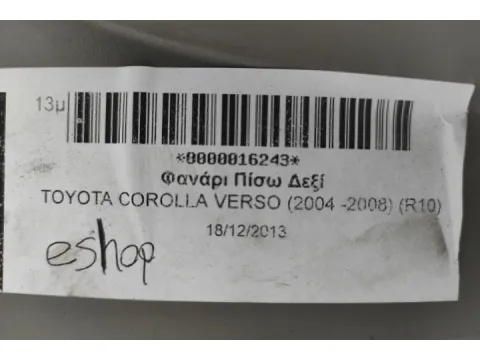 13μ
*0000016243*
Φανάρι Πίσω Δεξί
TOYOTA COROLLA VERSO (2004 -2008) (R10)
18/12/2013
eshop